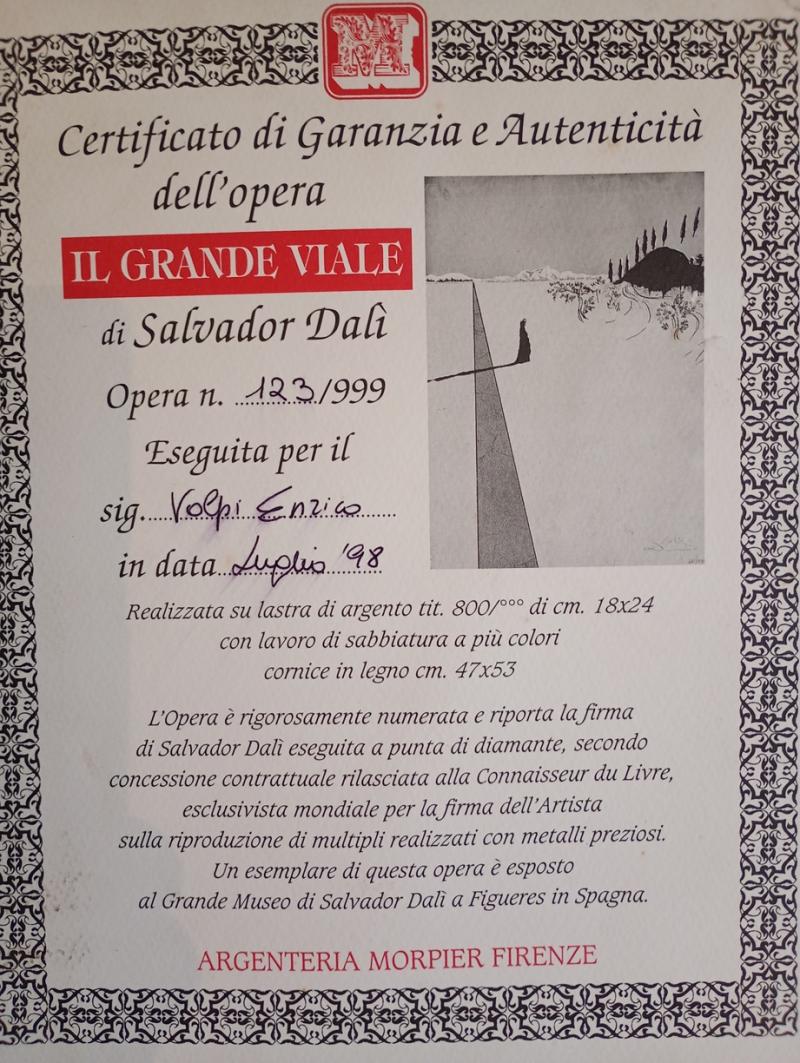 M
Certificato di Garanzia e Autenticità
dell'opera
IL GRANDE VIALE
di Salvador Dalì
Opera n. 123/999
Eseguita per il
sig. Volpi Enrico
in data Luglio '98
Realizzata su lastra di argento tit. 800/°°° di cm. 18x24
con lavoro di sabbiatura a più colori
cornice in legno cm. 47x53
L'Opera è rigorosamente numerata e riporta la firma
di Salvador Dalì eseguita a punta di diamante, secondo
concessione contrattuale rilasciata alla Connaisseur du Livre,
esclusivista mondiale per la firma dell'Artista
sulla riproduzione di multipli realizzati con metalli preziosi.
Un esemplare di questa opera è esposto
al Grande Museo di Salvador Dalì a Figueres in Spagna.
ARGENTERIA MORPIER FIRENZE